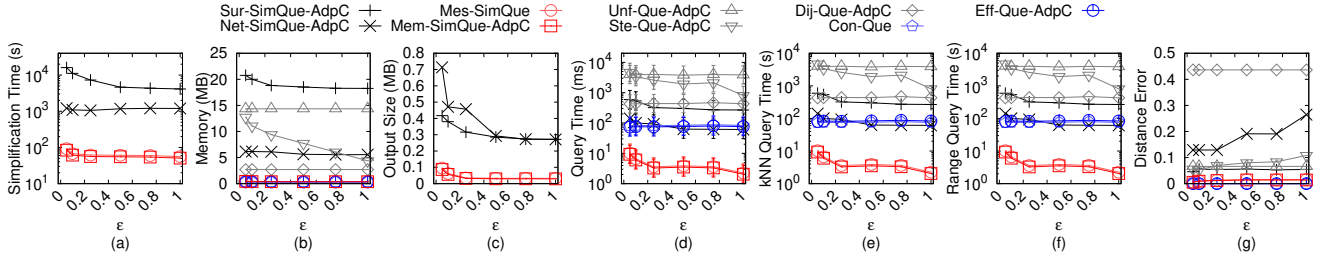 Sur-SimQue-AdpC Mes-SimQue Unf-Que-AdpC Dij-Que-AdpC Eff-Que-AdpC
Net-SimQue-AdpC Mem-SimQue-AdpC Ste-Que-AdpC Con-Que
Simplification Time (s)
10^4
10^3
10^2
10^1
0 0.2 0.4 0.6 0.8 1
ε
(a)
Memory (MB)
25
20
15
10
5
0
0 0.2 0.4 0.6 0.8 1
ε
(b)
Output Size (MB)
0.8
0.6
0.4
0.2
0
0 0.2 0.4 0.6 0.8 1
ε
(c)
Query Time (ms)
10^4
10^3
10^2
10^1
10^0
0 0.2 0.4 0.6 0.8 1
ε
(d)
kNN Query Time (s)
10^4
10^3
10^2
10^1
10^0
0 0.2 0.4 0.6 0.8 1
ε
(e)
Range Query Time (s)
10^4
10^3
10^2
10^1
10^0
0 0.2 0.4 0.6 0.8 1
ε
(f)
Distance Error
0.5
0.4
0.3
0.2
0.1
0
0 0.2 0.4 0.6 0.8 1
ε
(g)